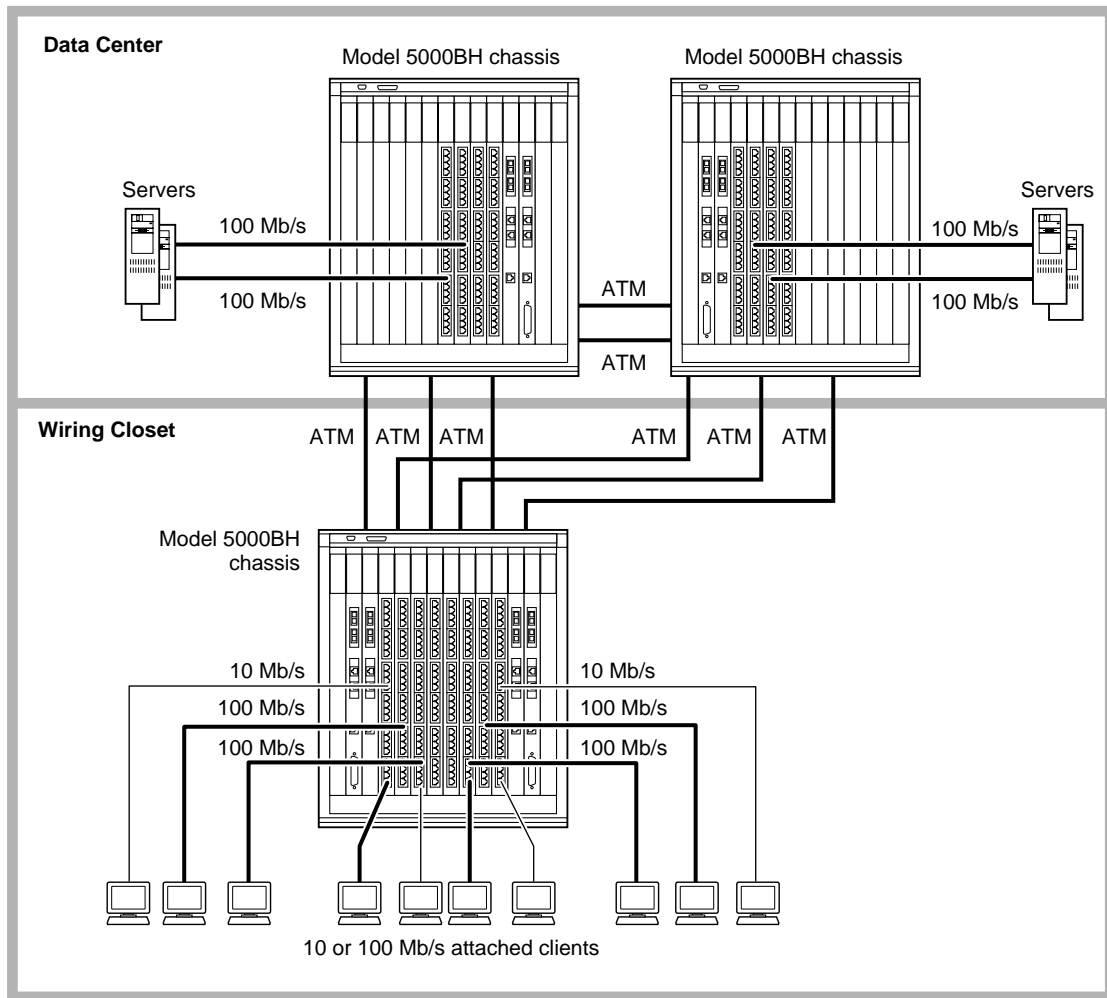 Data Center
Model 5000BH chassis
Model 5000BH chassis
Servers
Servers
100 Mb/s
100 Mb/s
100 Mb/s
100 Mb/s
ATM
ATM
Wiring Closet
ATM
ATM
ATM
ATM
ATM
ATM
Model 5000BH
chassis
10 Mb/s
10 Mb/s
100 Mb/s
100 Mb/s
100 Mb/s
100 Mb/s
10 or 100 Mb/s attached clients